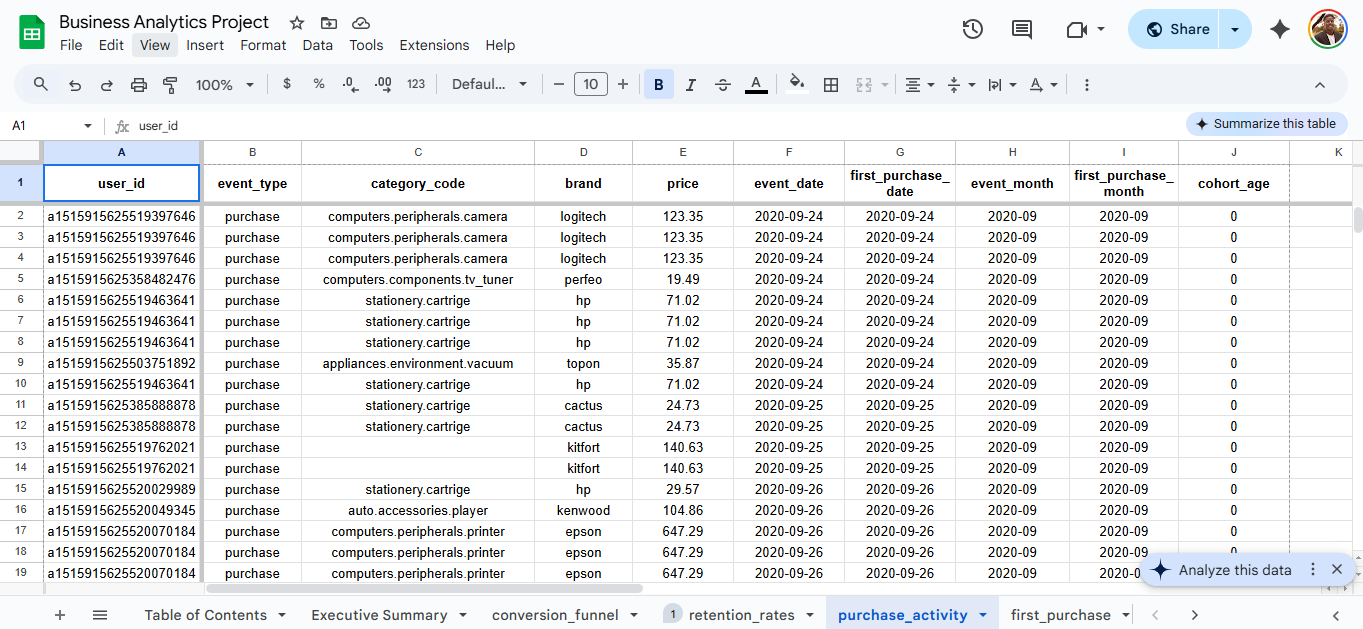 Business Analytics Project
File Edit View Insert Format Data Tools Extensions Help
Share
100% $ % .0 .00 123 Defaul... 10 B I S A A
A1 fx user_id Summarize this table
A B C D E F G H I J K
1 user_id event_type category_code brand price event_date first_purchase_date event_month first_purchase_month cohort_age
2 a1515915625519397646 purchase computers.peripherals.camera logitech 123.35 2020-09-24 2020-09-24 2020-09 2020-09 0
3 a1515915625519397646 purchase computers.peripherals.camera logitech 123.35 2020-09-24 2020-09-24 2020-09 2020-09 0
4 a1515915625519397646 purchase computers.peripherals.camera logitech 123.35 2020-09-24 2020-09-24 2020-09 2020-09 0
5 a1515915625358482476 purchase computers.components.tv_tuner perfeo 19.49 2020-09-24 2020-09-24 2020-09 2020-09 0
6 a1515915625519463641 purchase stationery.cartrige hp 71.02 2020-09-24 2020-09-24 2020-09 2020-09 0
7 a1515915625519463641 purchase stationery.cartrige hp 71.02 2020-09-24 2020-09-24 2020-09 2020-09 0
8 a1515915625519463641 purchase stationery.cartrige hp 71.02 2020-09-24 2020-09-24 2020-09 2020-09 0
9 a1515915625503751892 purchase appliances.environment.vacuum topon 35.87 2020-09-24 2020-09-24 2020-09 2020-09 0
10 a1515915625519463641 purchase stationery.cartrige hp 71.02 2020-09-24 2020-09-24 2020-09 2020-09 0
11 a1515915625385888878 purchase stationery.cartrige cactus 24.73 2020-09-25 2020-09-25 2020-09 2020-09 0
12 a1515915625385888878 purchase stationery.cartrige cactus 24.73 2020-09-25 2020-09-25 2020-09 2020-09 0
13 a1515915625519762021 purchase kitfort 140.63 2020-09-25 2020-09-25 2020-09 2020-09 0
14 a1515915625519762021 purchase kitfort 140.63 2020-09-25 2020-09-25 2020-09 2020-09 0
15 a1515915625520029989 purchase stationery.cartrige hp 29.57 2020-09-26 2020-09-26 2020-09 2020-09 0
16 a1515915625520049345 purchase auto.accessories.player kenwood 104.86 2020-09-26 2020-09-26 2020-09 2020-09 0
17 a1515915625520070184 purchase computers.peripherals.printer epson 647.29 2020-09-26 2020-09-26 2020-09 2020-09 0
18 a1515915625520070184 purchase computers.peripherals.printer epson 647.29 2020-09-26 2020-09-26 2020-09 2020-09 0
19 a1515915625520070184 purchase computers.peripherals.printer epson 647.29 2020-09-26 2020-09-26 2020-09
Analyze this data
Table of Contents Executive Summary conversion_funnel 1 retention_rates purchase_activity first_purchase